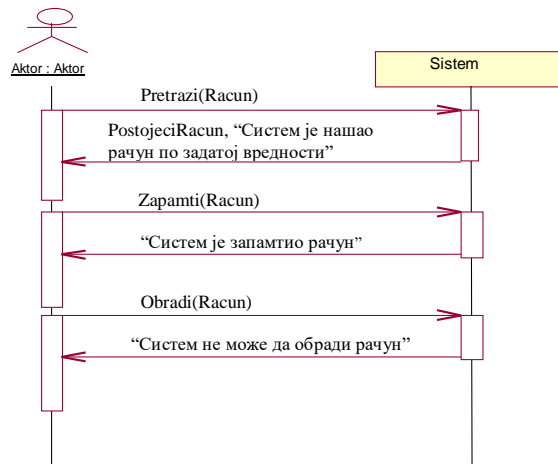 Aktor : Aktor
Sistem
Pretrazi(Racun)
PostojeciRacun, “Систем је нашао
рачун по задатој вредности”
Zapamti(Racun)
“Систем је запамтио рачун”
Obradi(Racun)
“Систем не може да обради рачун”